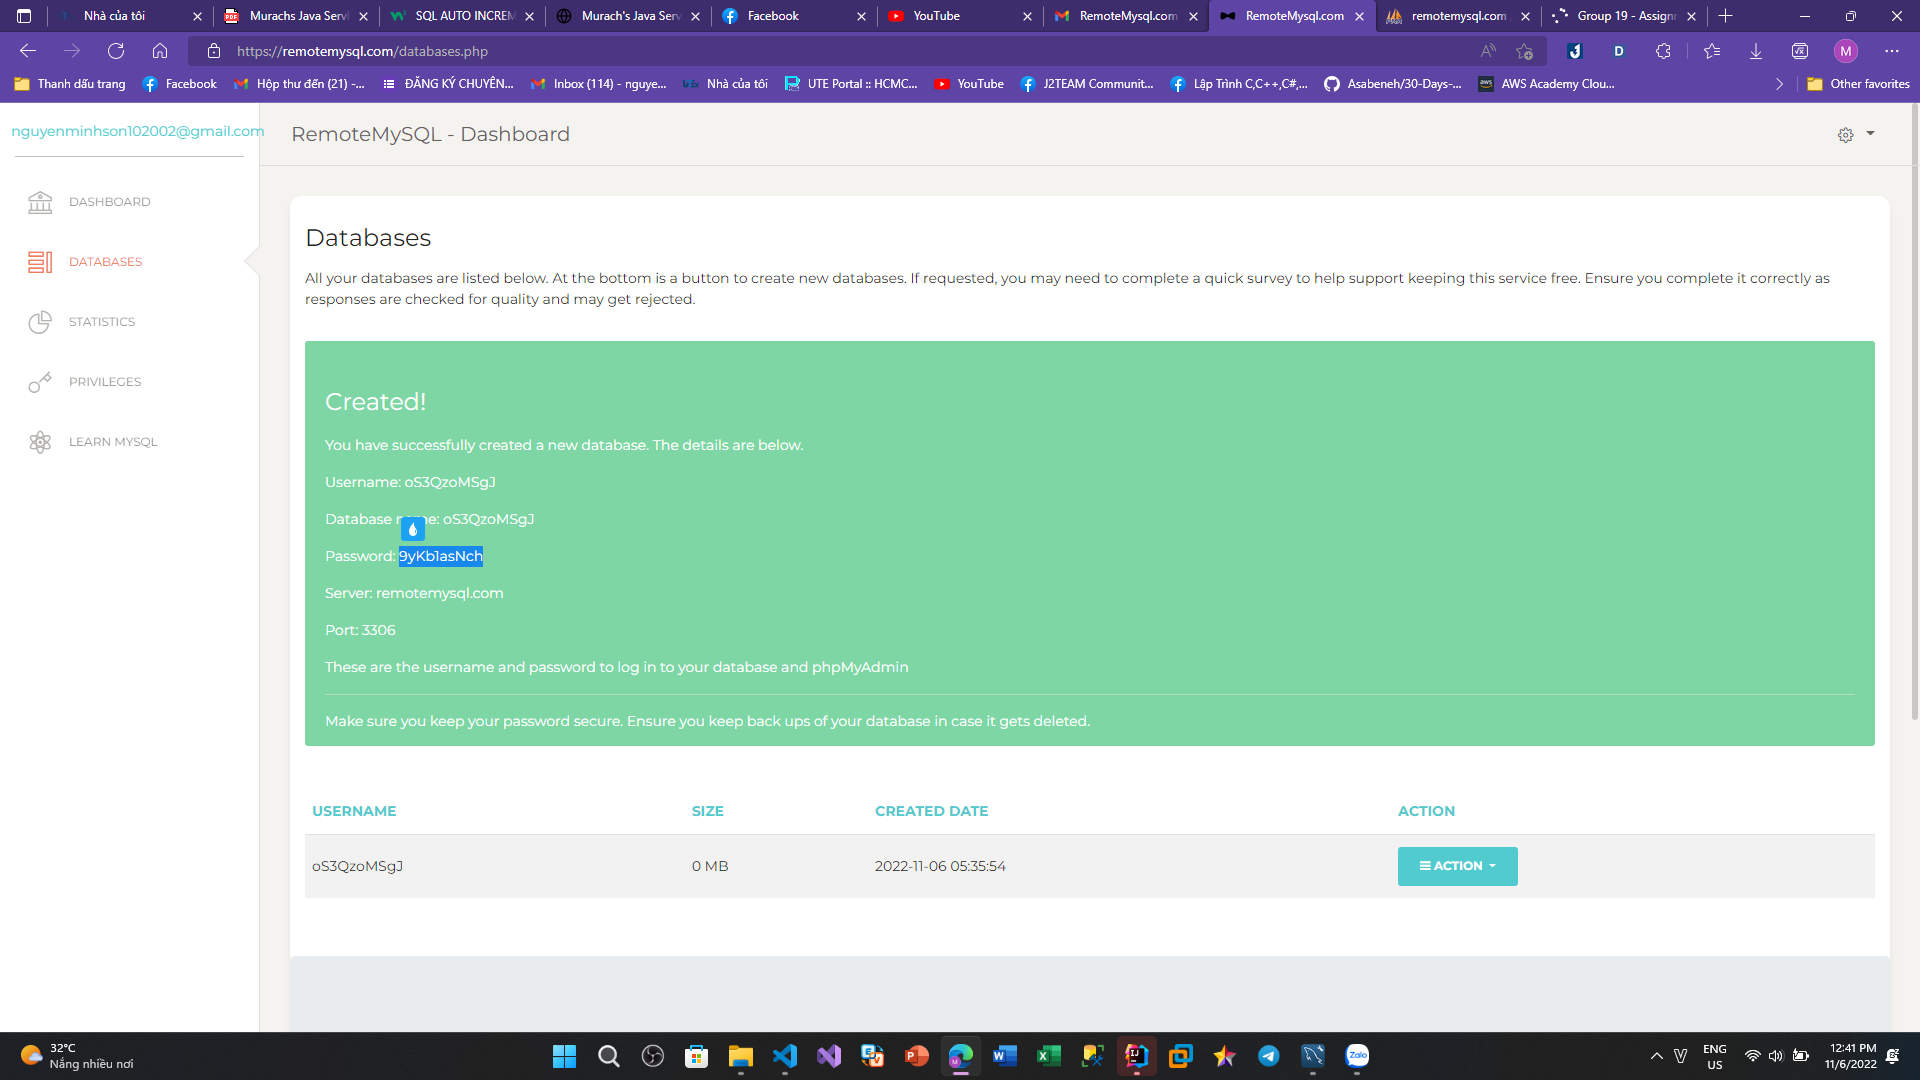 Nhà của tôi
Murachs Java Servl
SQL AUTO INCREM
Murach's Java Serv
Facebook
YouTube
RemoteMysql.com
RemoteMysql.com
remotemysql.com
Group 19 - Assignm
https://remotemysql.com/databases.php
M
Thanh dấu trang
Facebook
Hộp thư đến (21) -...
ĐĂNG KÝ CHUYÊN...
Inbox (114) - nguye...
Nhà của tôi
UTE Portal :: HCMC...
YouTube
J2TEAM Communit...
Lập Trình C,C++,C#,...
Asabeneh/30-Days-...
AWS Academy Clou...
Other favorites
nguyenminhson102002@gmail.com
RemoteMySQL - Dashboard
DASHBOARD
DATABASES
STATISTICS
PRIVILEGES
LEARN MYSQL
Databases
All your databases are listed below. At the bottom is a button to create new databases. If requested, you may need to complete a quick survey to help support keeping this service free. Ensure you complete it correctly as
responses are checked for quality and may get rejected.
Created!
You have successfully created a new database. The details are below.
Username: oS3QzoMSgJ
Database name: oS3QzoMSgJ
Password: 9yKb1asNch
Server: remotemysql.com
Port: 3306
These are the username and password to log in to your database and phpMyAdmin
Make sure you keep your password secure. Ensure you keep back ups of your database in case it gets deleted.
USERNAME SIZE CREATED DATE ACTION
oS3QzoMSgJ 0 MB 2022-11-06 05:35:54 ACTION
32°C
Nắng nhiều nơi
Zalo
ENG
US
12:41 PM
11/6/2022